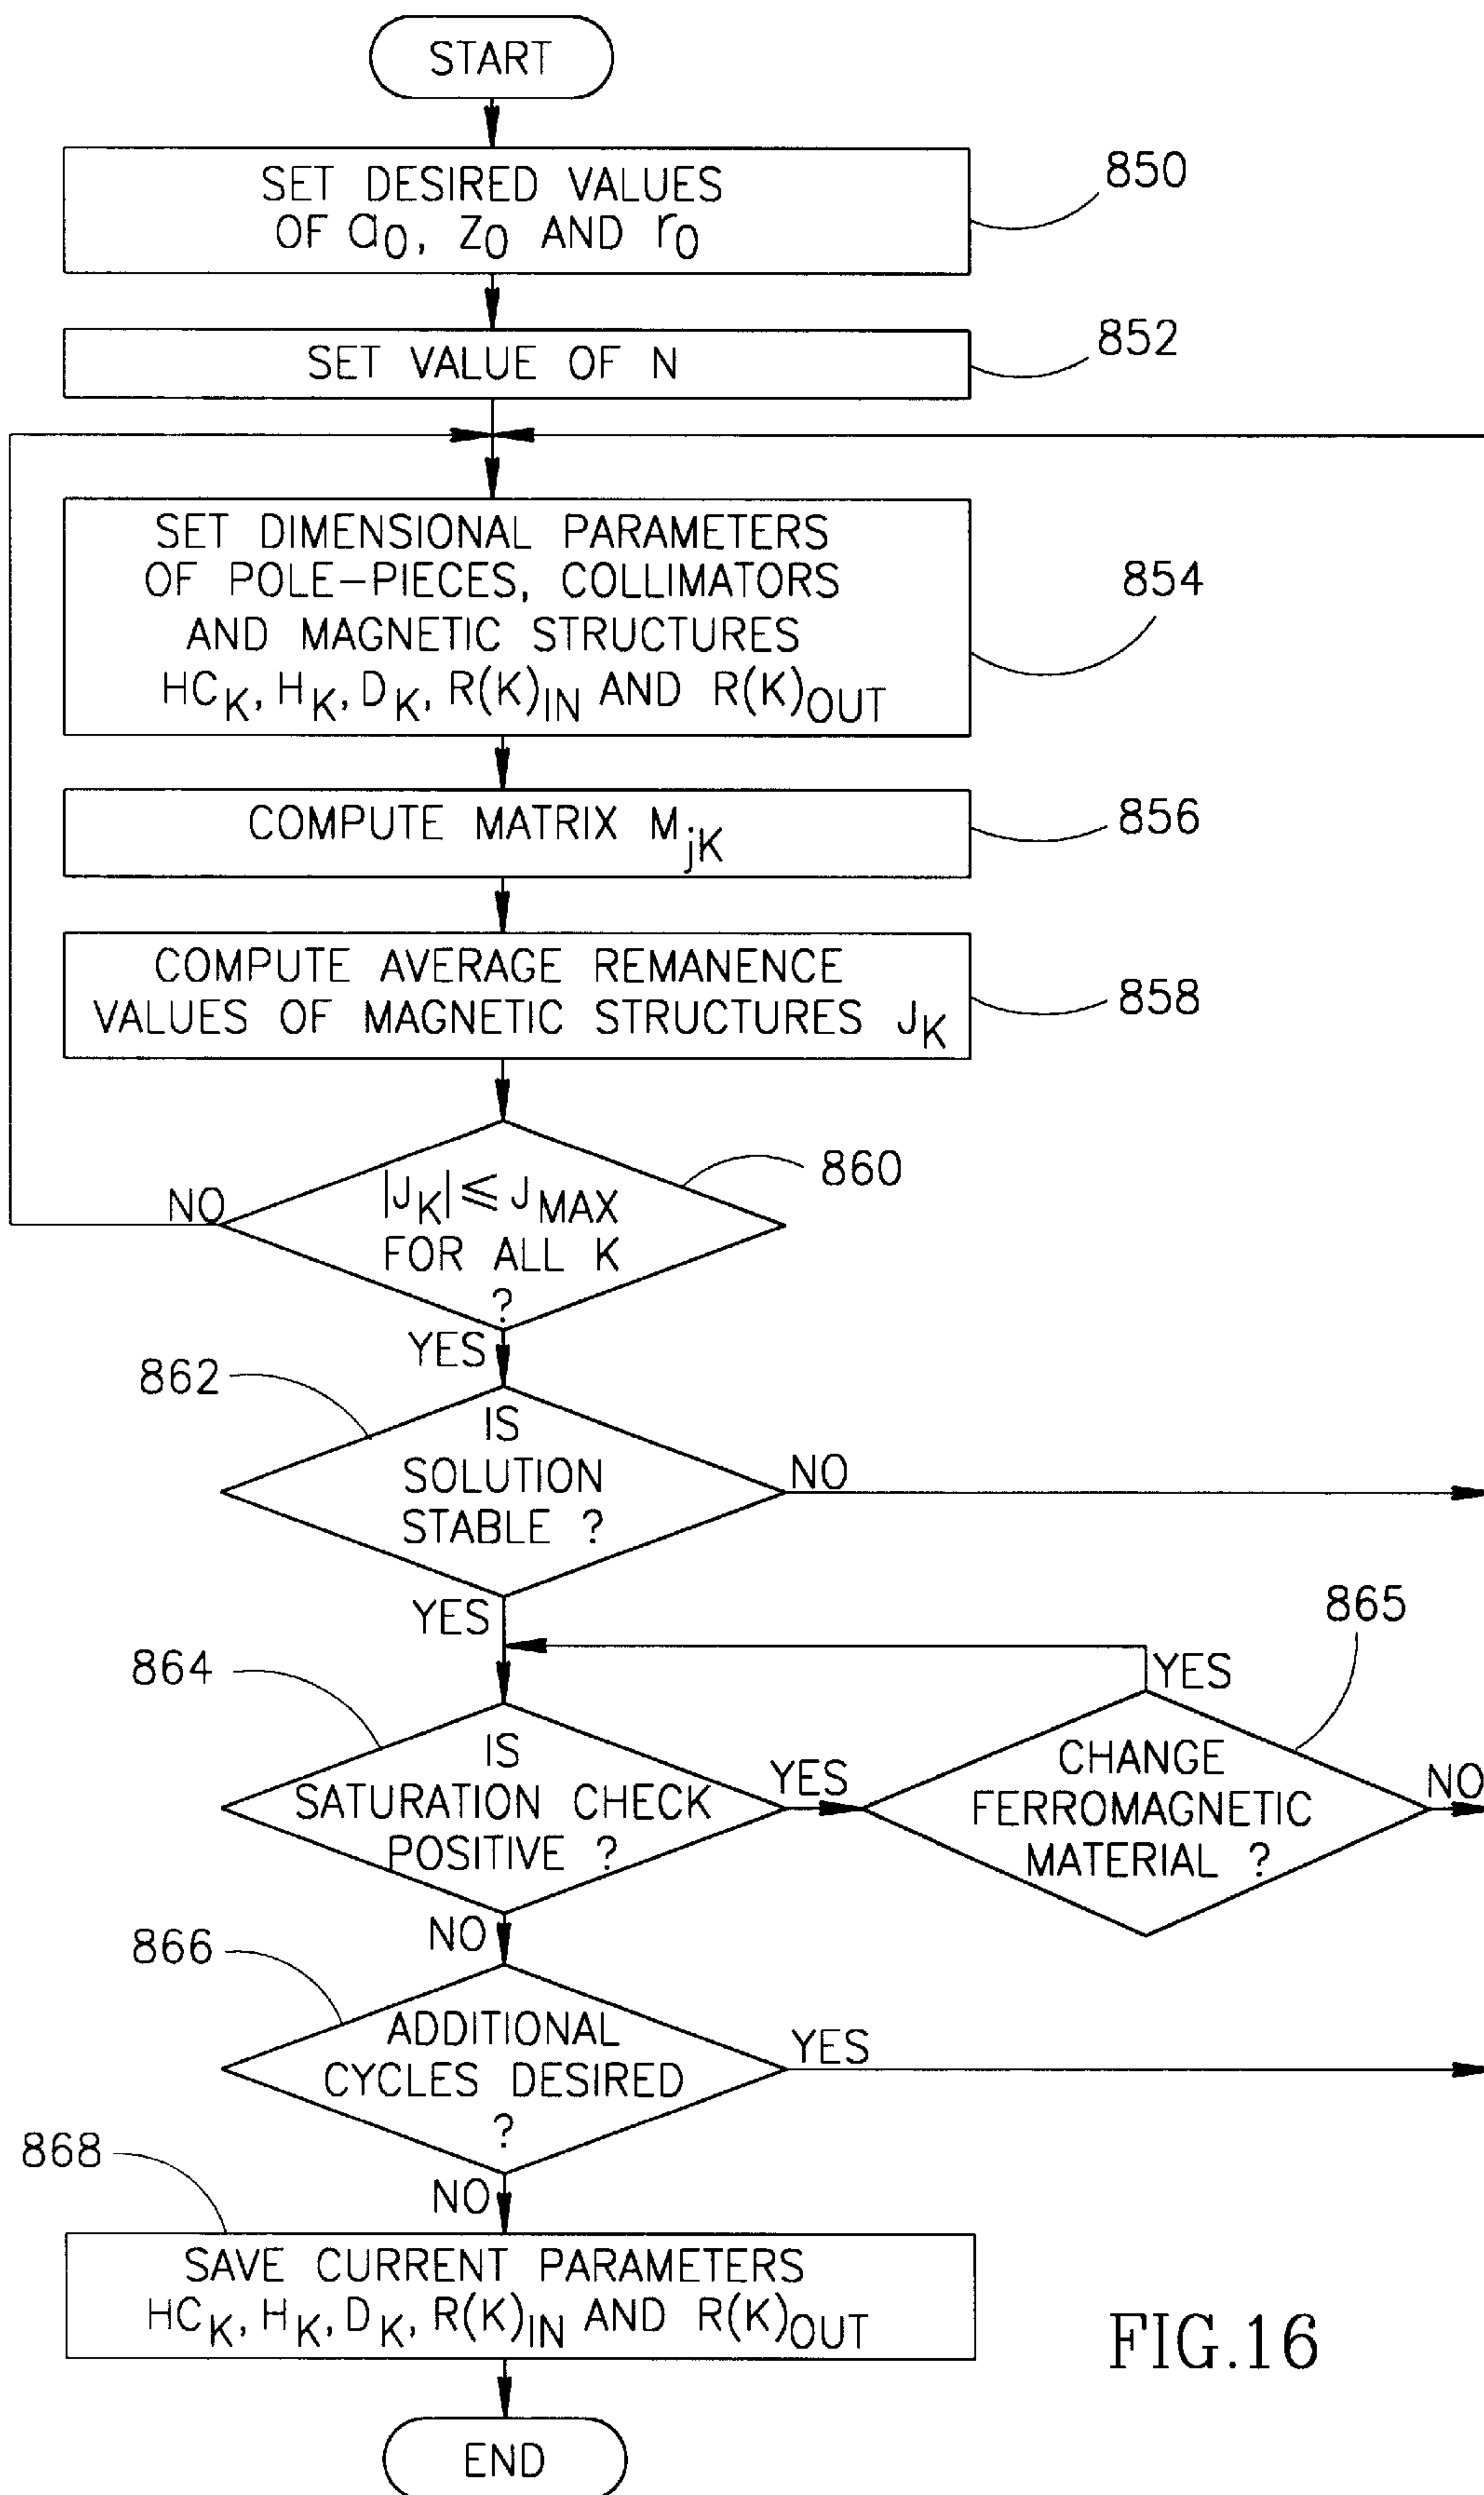 START
SET DESIRED VALUES
OF a0, Z0 AND r0
850
SET VALUE OF N
852
SET DIMENSIONAL PARAMETERS
OF POLE-PIECES, COLLIMATORS
AND MAGNETIC STRUCTURES
HCK, HK, DK, R(K)IN AND R(K)OUT
854
COMPUTE MATRIX MjK
856
COMPUTE AVERAGE REMANENCE
VALUES OF MAGNETIC STRUCTURES JK
858
|JK| ≤ JMAX
FOR ALL K
?
860
NO
YES
862
IS
SOLUTION
STABLE ?
NO
YES
864
IS
SATURATION CHECK
POSITIVE ?
YES
865
YES
CHANGE
FERROMAGNETIC
MATERIAL ?
NO
NO
866
ADDITIONAL
CYCLES DESIRED
?
YES
NO
868
SAVE CURRENT PARAMETERS
HCK, HK, DK, R(K)IN AND R(K)OUT
END
FIG.16